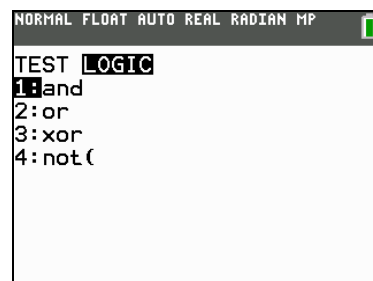 NORMAL FLOAT AUTO REAL RADIAN MP
TEST LOGIC
1:and
2:or
3:xor
4:not(